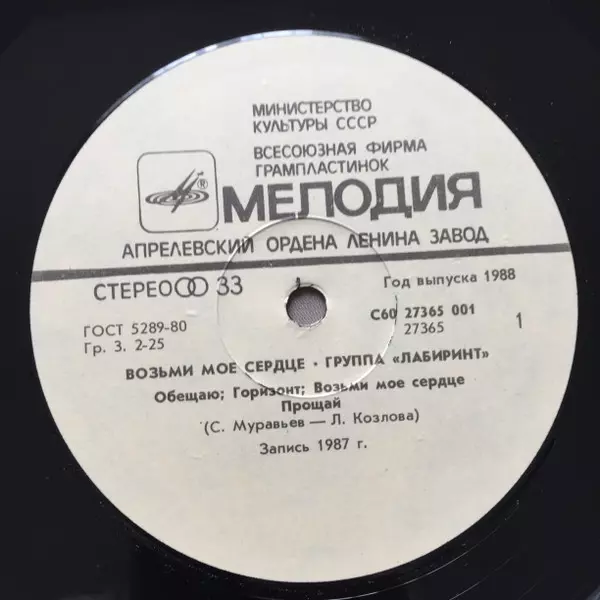 МИНИСТЕРСТВО
КУЛЬТУРЫ СССР
ВСЕСОЮЗНАЯ ФИРМА
ГРАМПЛАСТИНОК
®
МЕЛОДИЯ
АПРЕЛЕВСКИЙ ОРДЕНА ЛЕНИНА ЗАВОД
СТЕРЕО 33
Год выпуска 1988
ГОСТ 5289-80
Гр. 3. 2-25
С60 27365 001
27365
1
ВОЗЬМИ МОЕ СЕРДЦЕ · ГРУППА «ЛАБИРИНТ»
Обещаю; Горизонт; Возьми мое сердце
Прощай
(С. Муравьев — Л. Козлова)
Запись 1987 г.